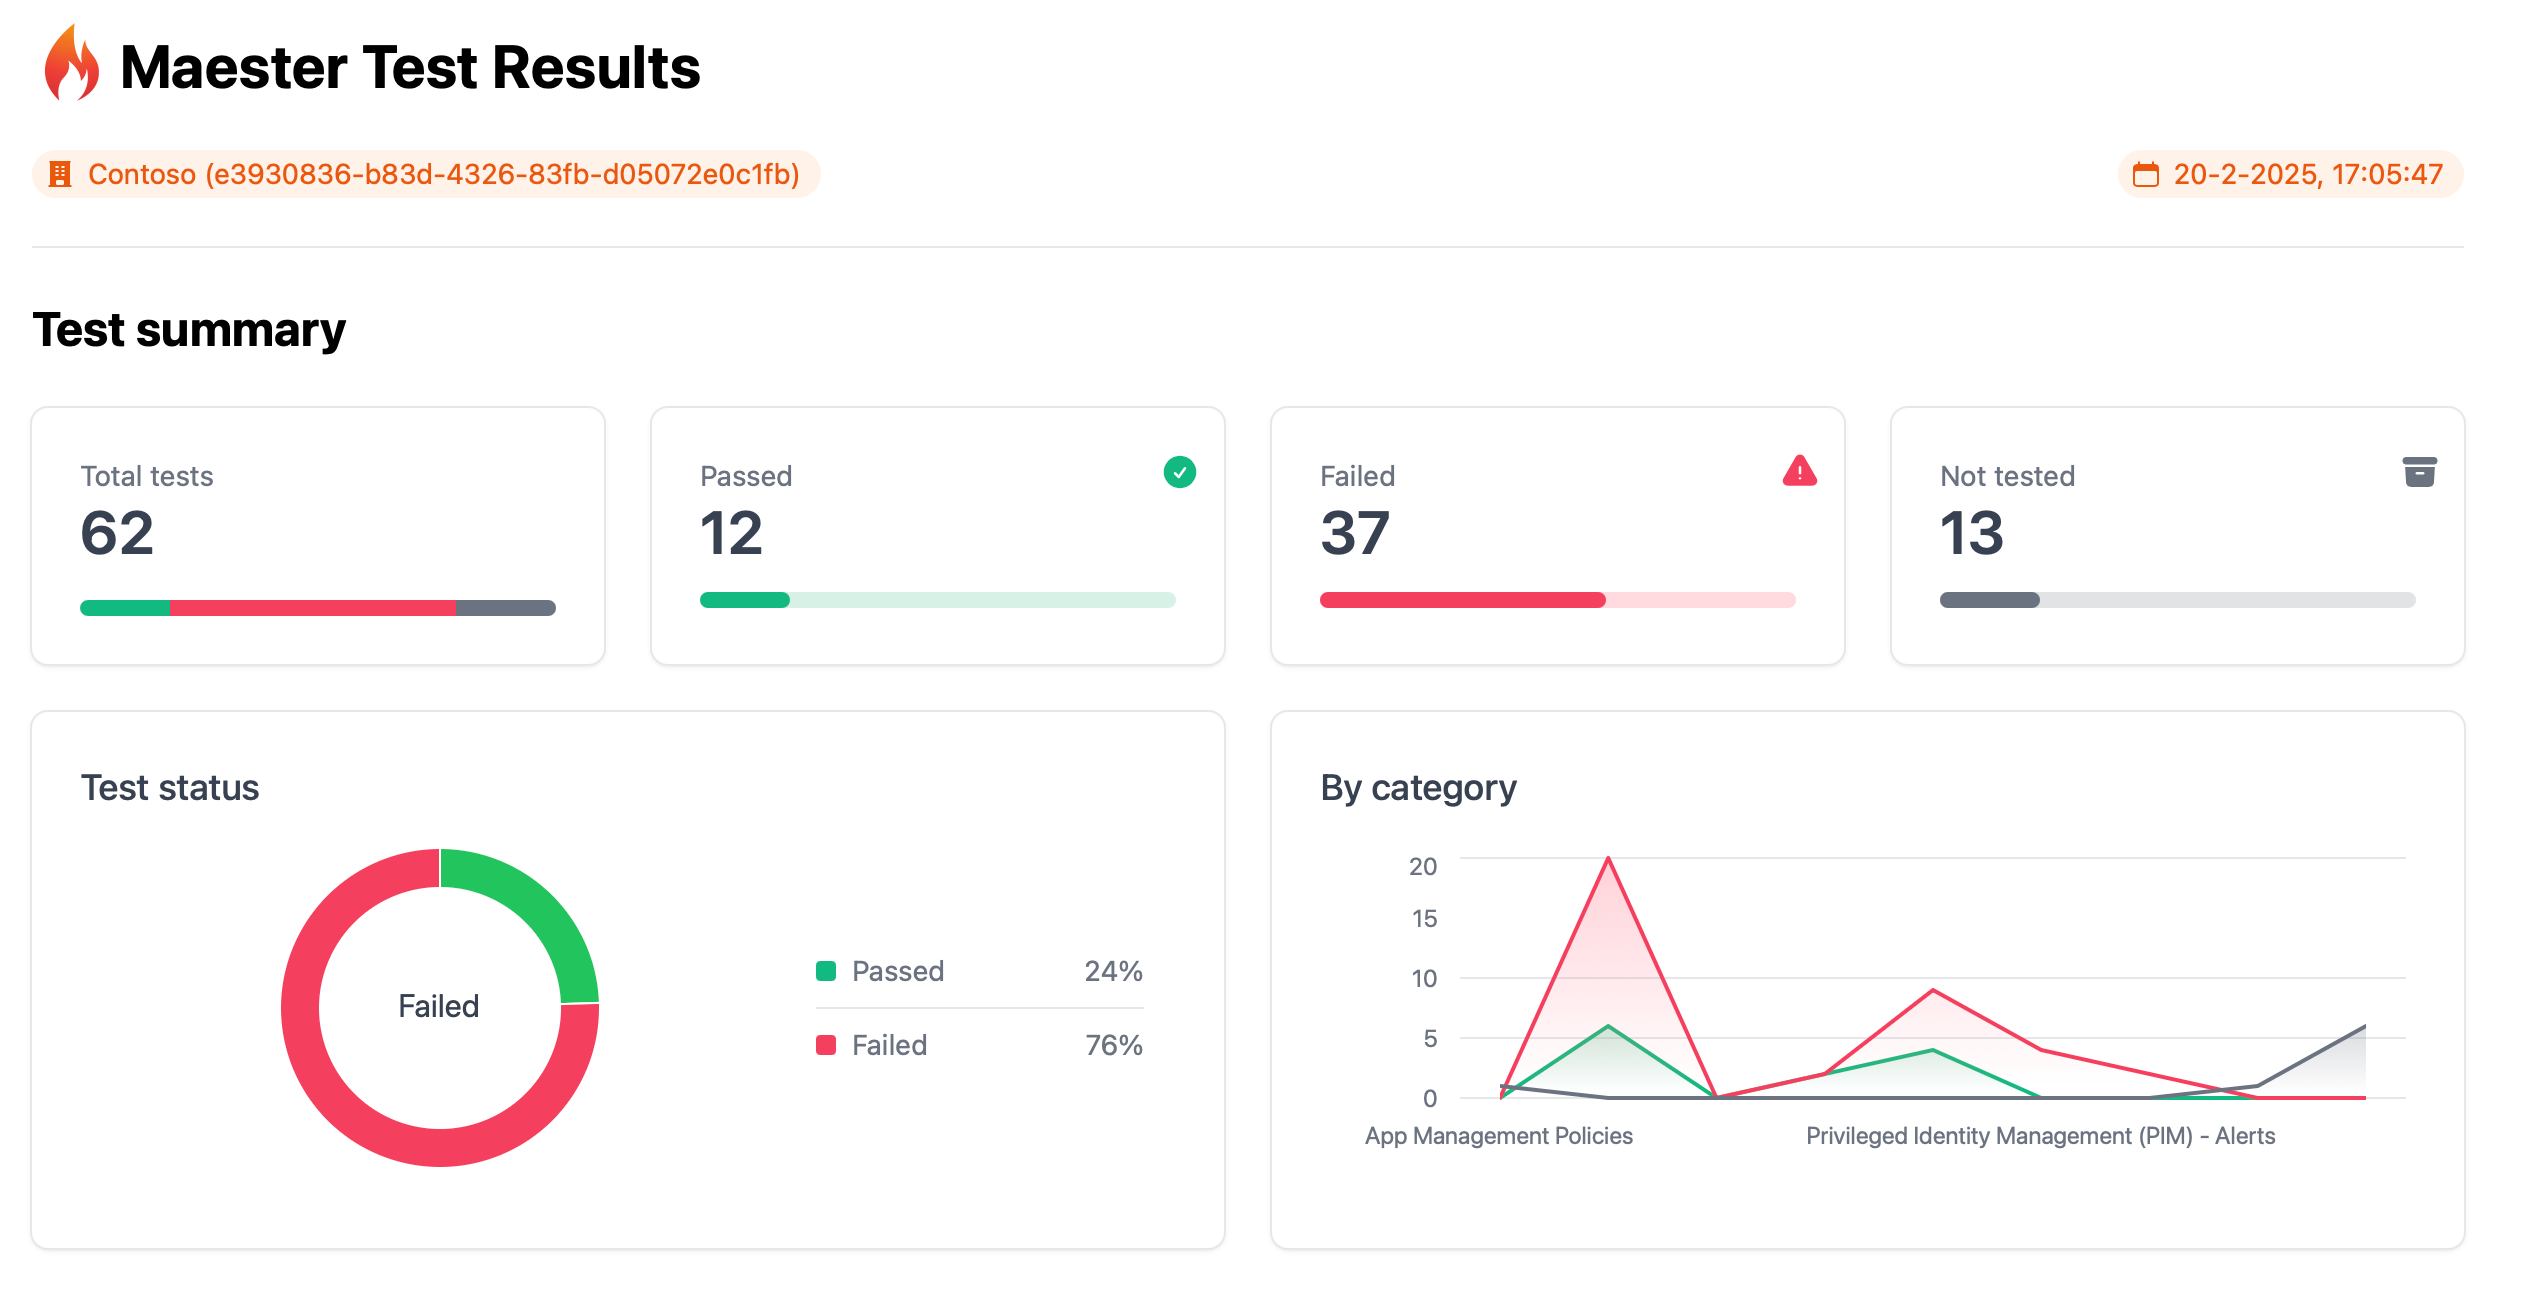 Maester Test Results
Contoso (e3930836-b83d-4326-83fb-d05072e0c1fb)
20-2-2025, 17:05:47
Test summary
Total tests
62
Passed
12
Failed
37
Not tested
13
Test status
Failed
Passed 24%
Failed 76%
By category
20
15
10
5
0
App Management Policies
Privileged Identity Management (PIM) - Alerts